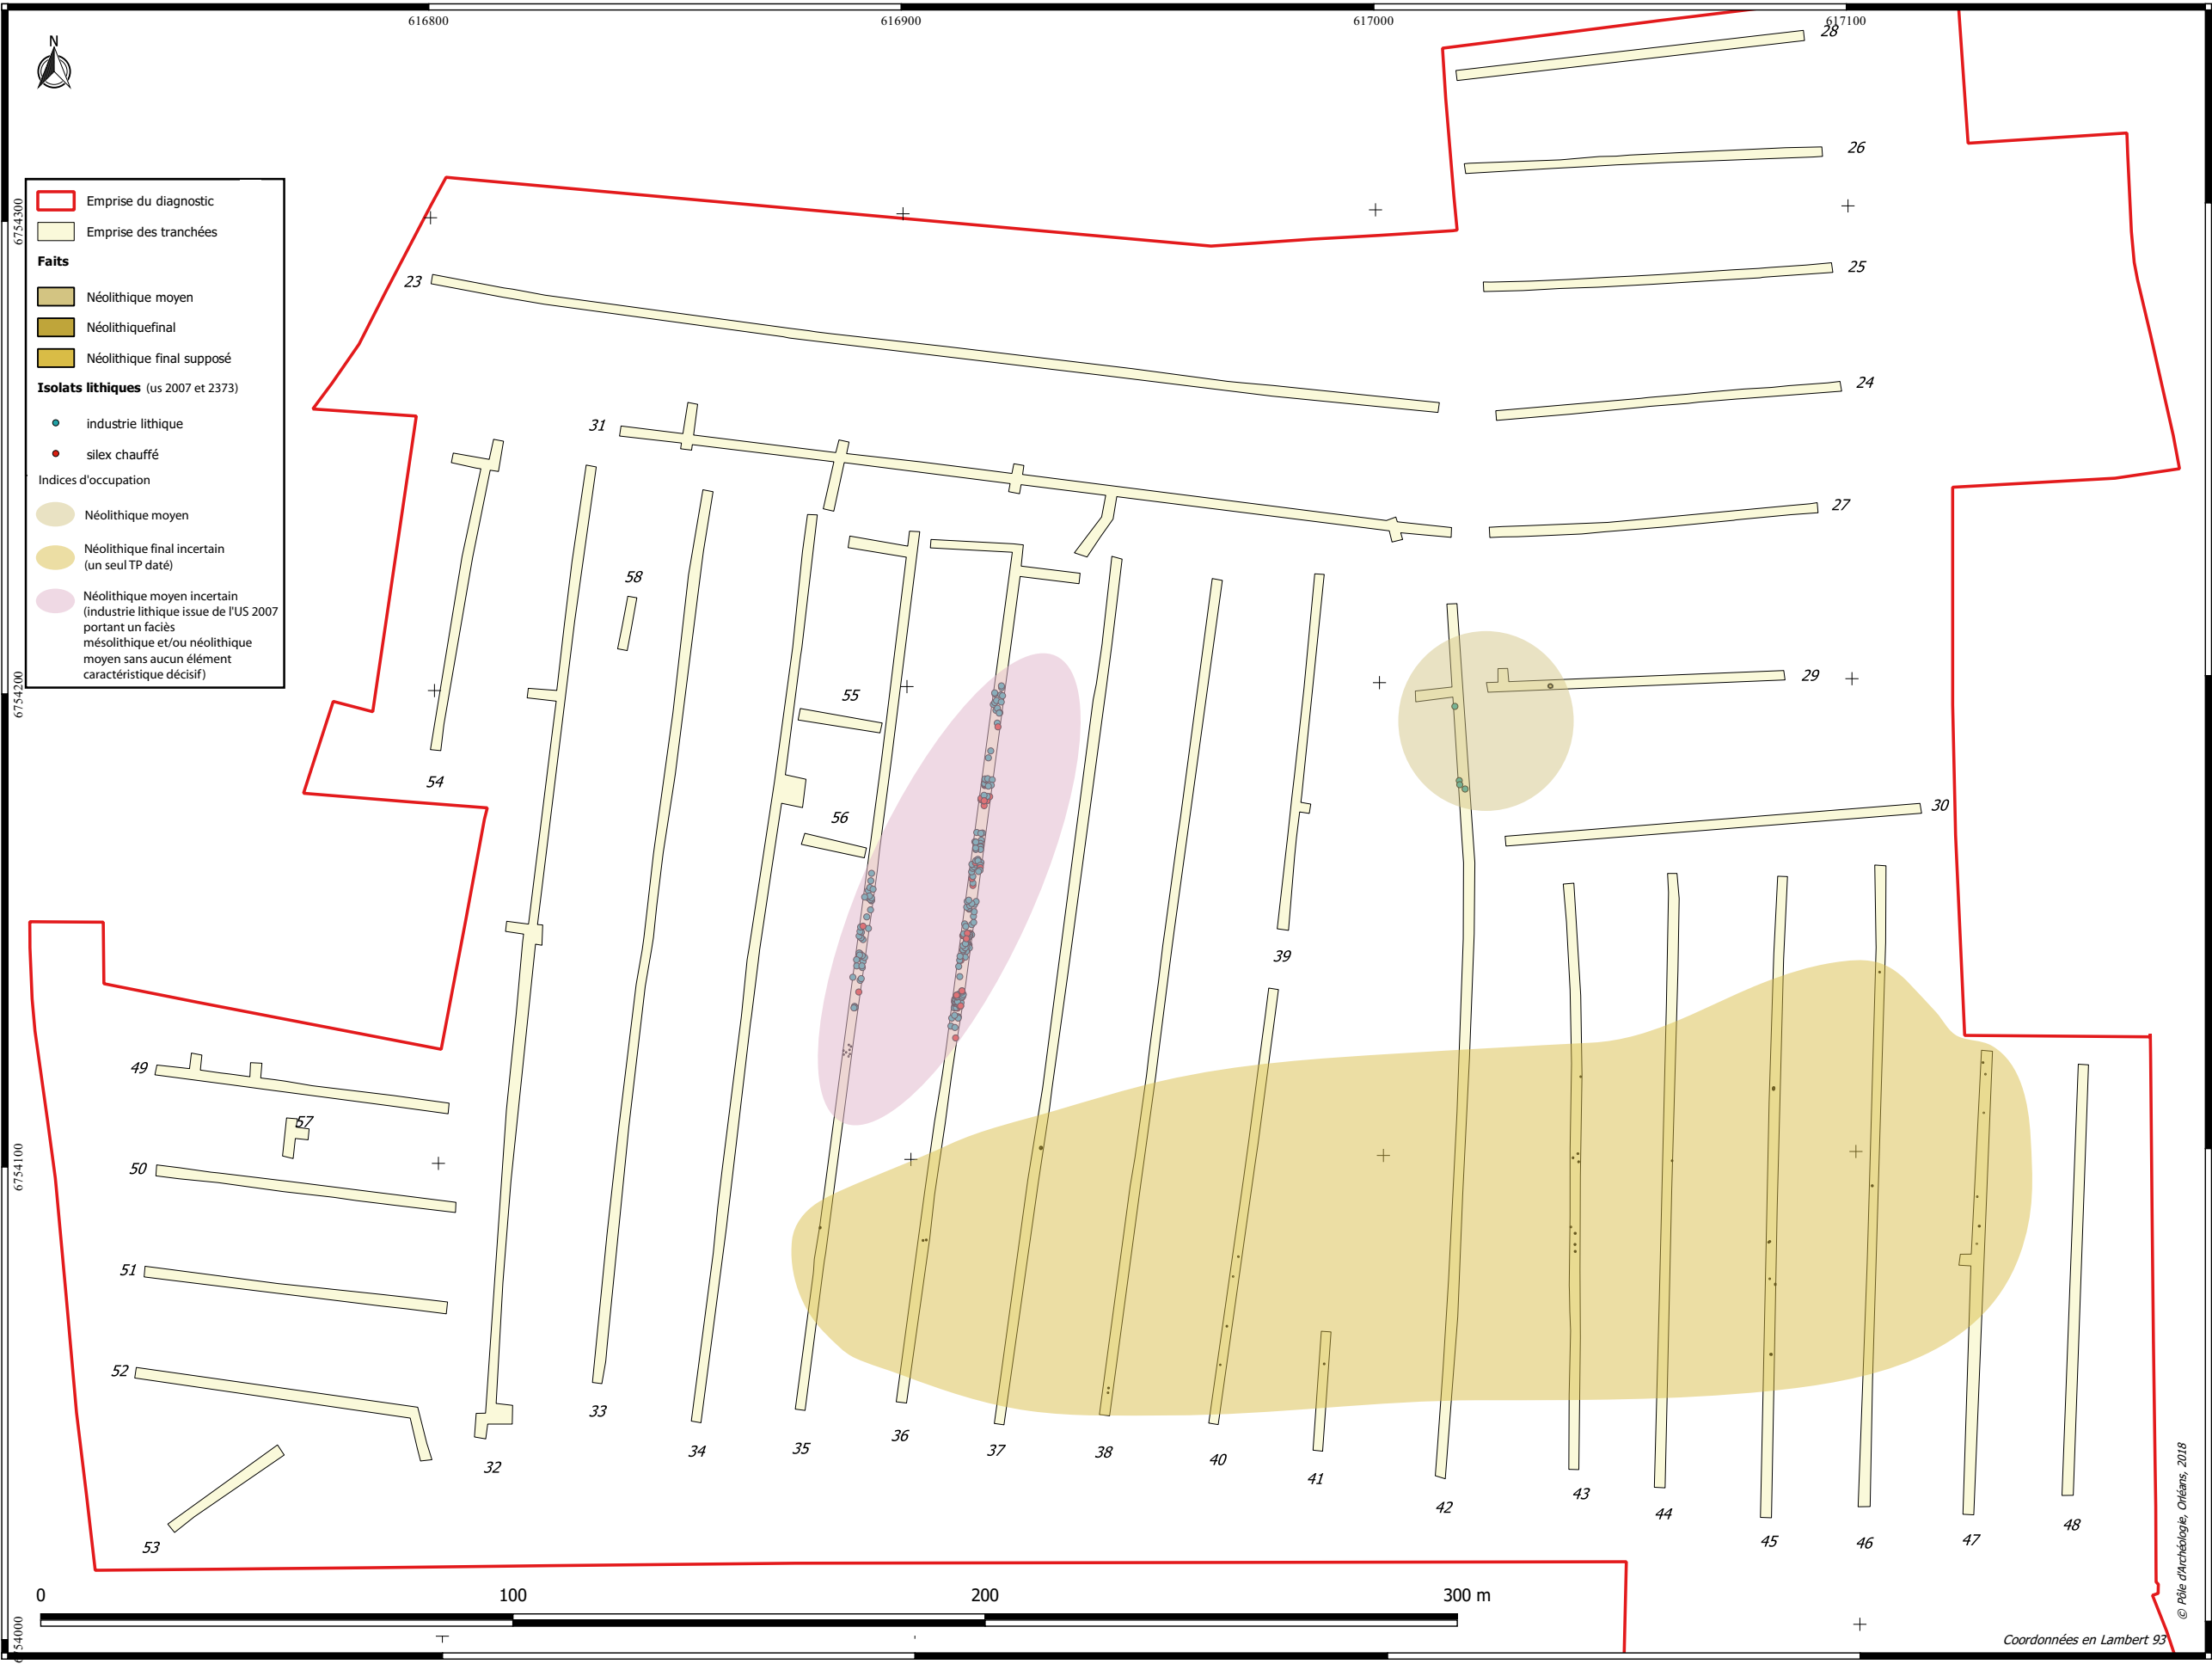 616800
616900
617000
617100
N
6754300
6754200
6754100
6754000
Emprise du diagnostic
Emprise des tranchées
Faits
Néolithique moyen
Néolithiquefinal
Néolithique final supposé
Isolats lithiques (us 2007 et 2373)
industrie lithique
silex chauffé
Indices d'occupation
Néolithique moyen
Néolithique final incertain
(un seul TP daté)
Néolithique moyen incertain
(industrie lithique issue de l'US 2007
portant un faciès
mésolithique et/ou néolithique
moyen sans aucun élément
caractéristique décisif)
28
26
25
23
24
31
27
58
29
55
54
30
56
39
49
57
50
51
52
33
36
34
35
37
38
40
32
41
43
42
44
48
45
46
47
53
0
100
200
300 m
© Pôle d'Archéologie, Orléans, 2018
Coordonnées en Lambert 93